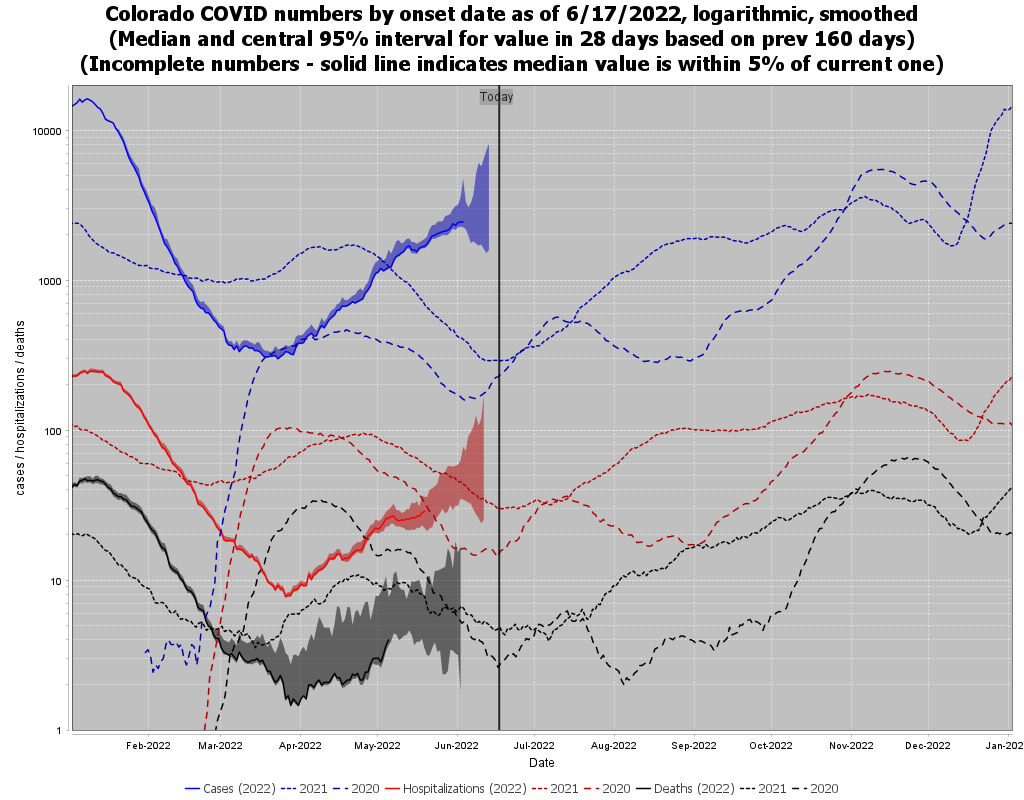 Colorado COVID numbers by onset date as of 6/17/2022, logarithmic, smoothed
(Median and central 95% interval for value in 28 days based on prev 160 days)
(Incomplete numbers - solid line indicates median value is within 5% of current one)
Today
10000
1000
100
10
1
cases / hospitalizations / deaths
Feb-2022 Mar-2022 Apr-2022 May-2022 Jun-2022 Jul-2022 Aug-2022 Sep-2022 Oct-2022 Nov-2022 Dec-2022 Jan-202
Date
Cases (2022) 2021 2020 Hospitalizations (2022) 2021 2020 Deaths (2022) 2021 2020